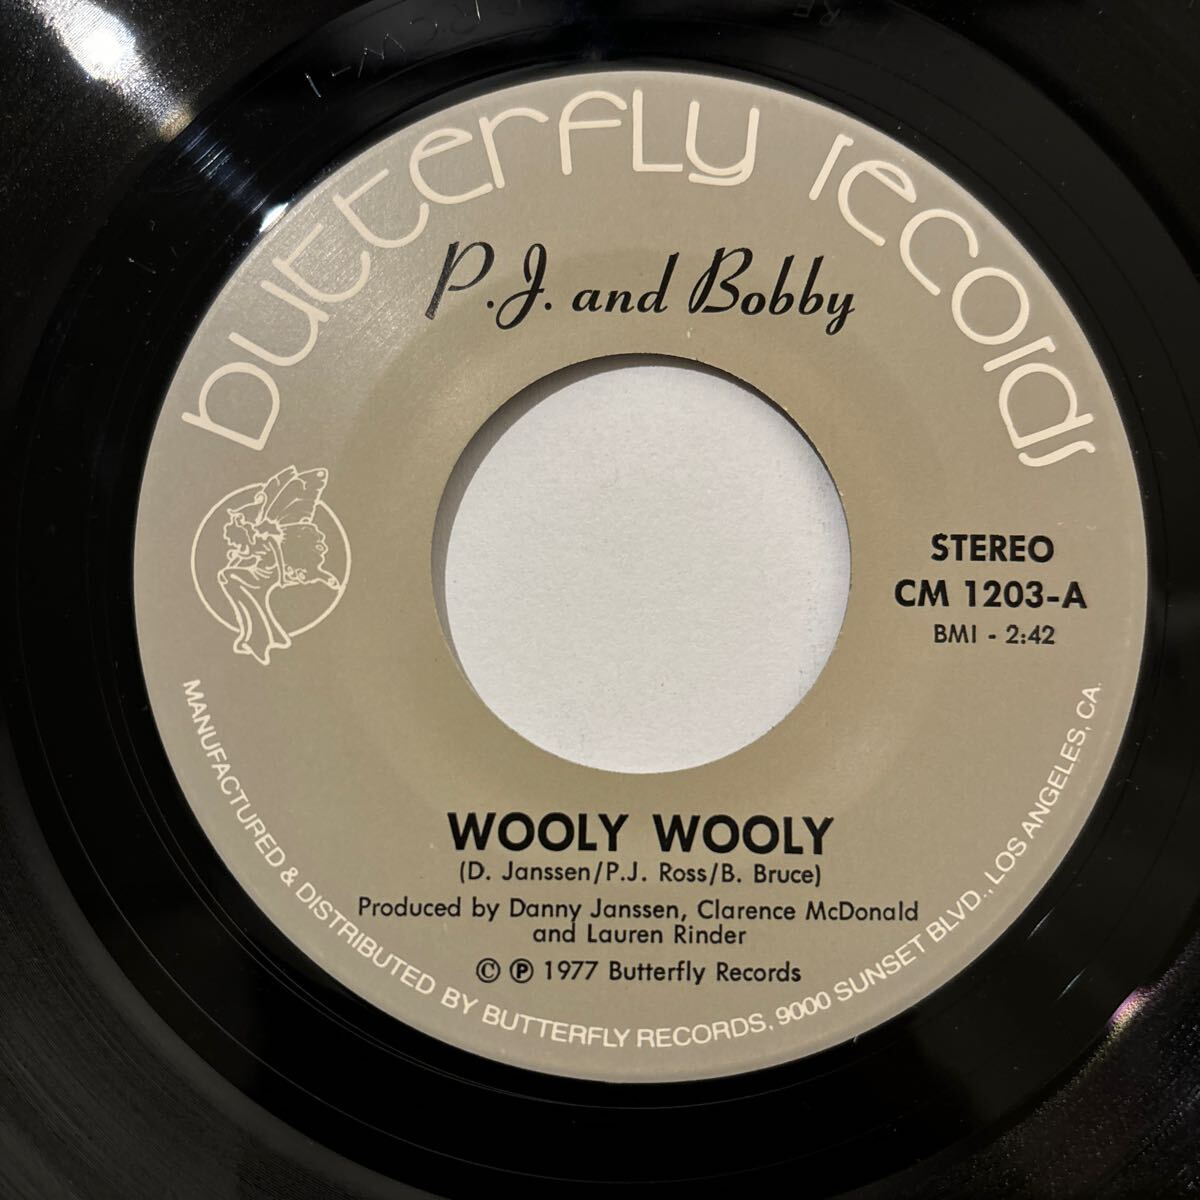 butterfly records
P.J. and Bobby
STEREO
CM 1203-A
BMI - 2:42
WOOLY WOOLY
(D. Janssen/P.J. Ross/B. Bruce)
Produced by Danny Janssen, Clarence McDonald
and Lauren Rinder
© ℗ 1977 Butterfly Records
MANUFACTURED & DISTRIBUTED BY BUTTERFLY RECORDS, 9000 SUNSET BLVD., LOS ANGELES, CA.